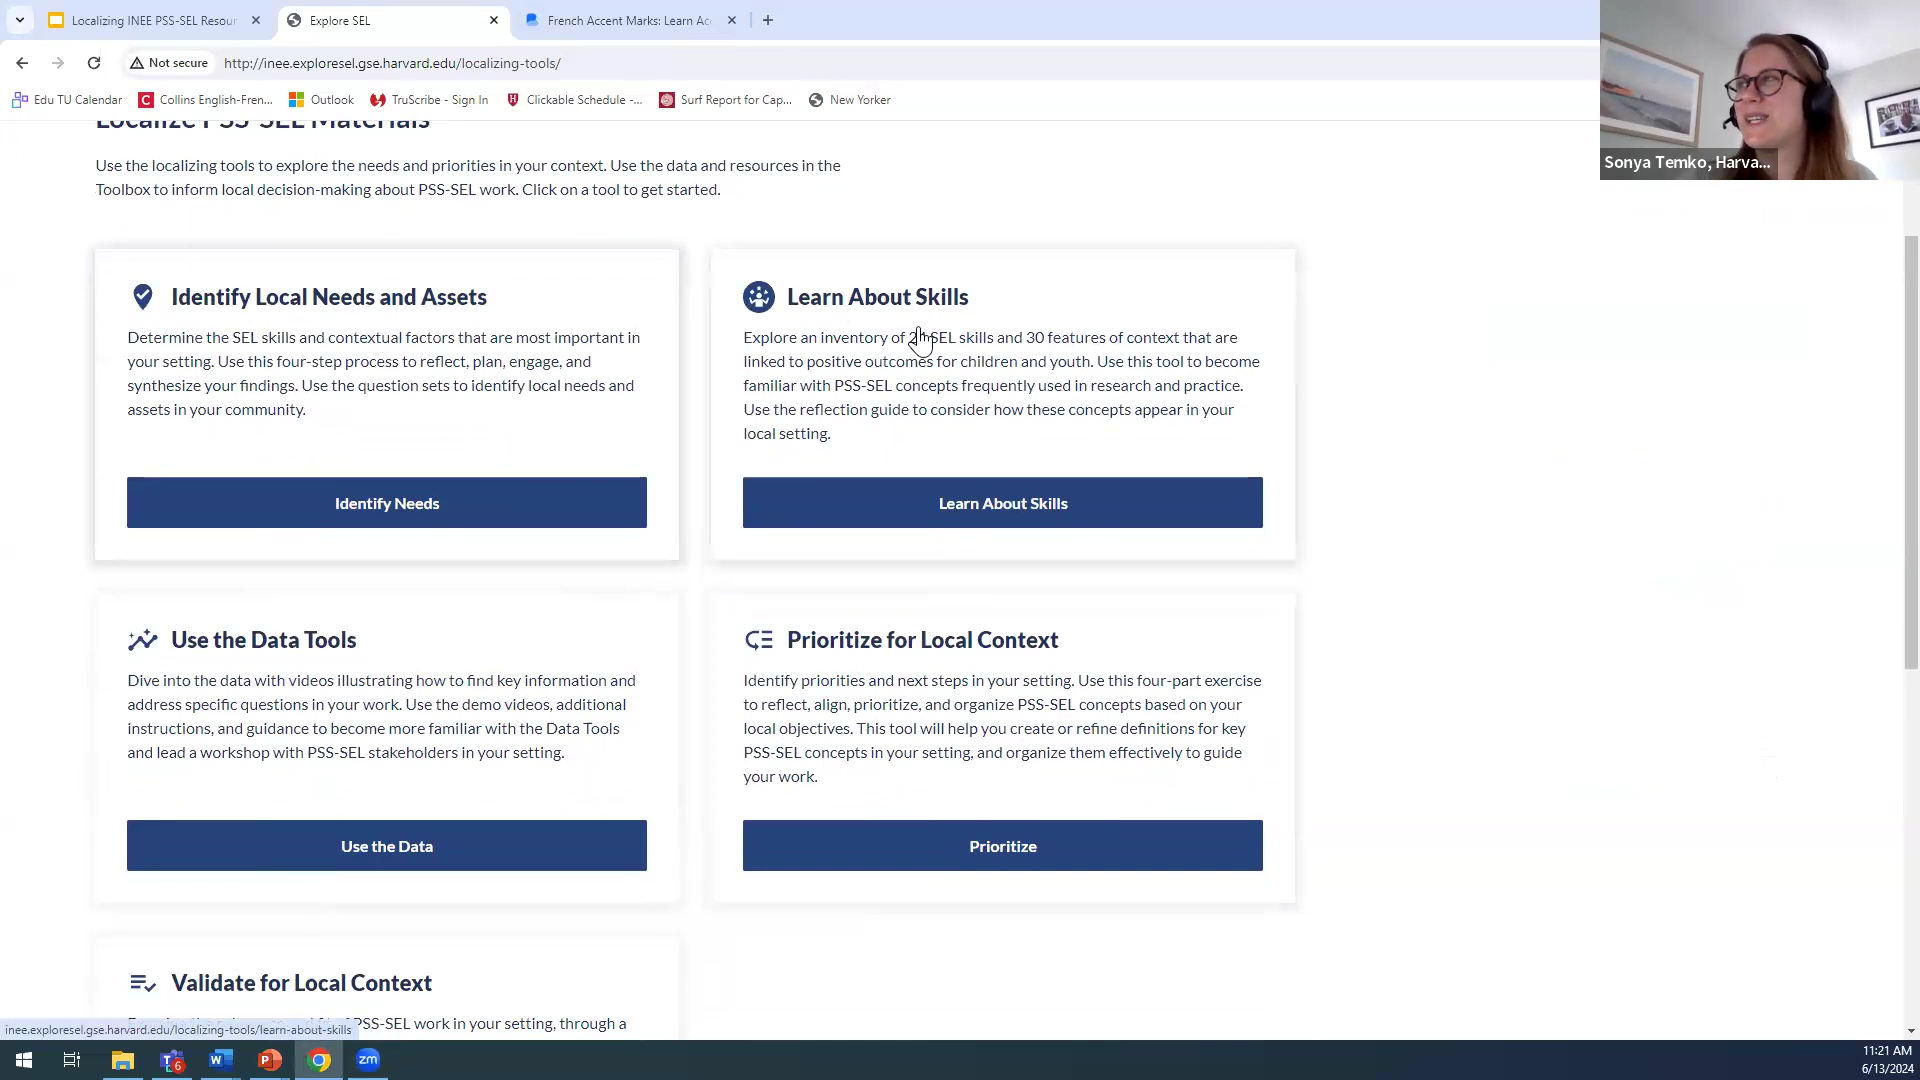 Localizing INEE PSS-SEL Resour
Explore SEL
French Accent Marks: Learn Ac
Not secure
http://inee.exploresel.gse.harvard.edu/localizing-tools/
Edu TU Calendar
Collins English-Fren...
Outlook
TruScribe - Sign In
Clickable Schedule -...
Surf Report for Cap...
New Yorker
Sonya Temko, Harva...
Localize PSS-SEL Materials
Use the localizing tools to explore the needs and priorities in your context. Use the data and resources in the
Toolbox to inform local decision-making about PSS-SEL work. Click on a tool to get started.
Identify Local Needs and Assets
Determine the SEL skills and contextual factors that are most important in
your setting. Use this four-step process to reflect, plan, engage, and
synthesize your findings. Use the question sets to identify local needs and
assets in your community.
Identify Needs
Learn About Skills
Explore an inventory of SEL skills and 30 features of context that are
linked to positive outcomes for children and youth. Use this tool to become
familiar with PSS-SEL concepts frequently used in research and practice.
Use the reflection guide to consider how these concepts appear in your
local setting.
Learn About Skills
Use the Data Tools
Dive into the data with videos illustrating how to find key information and
address specific questions in your work. Use the demo videos, additional
instructions, and guidance to become more familiar with the Data Tools
and lead a workshop with PSS-SEL stakeholders in your setting.
Use the Data
Prioritize for Local Context
Identify priorities and next steps in your setting. Use this four-part exercise
to reflect, align, prioritize, and organize PSS-SEL concepts based on your
local objectives. This tool will help you create or refine definitions for key
PSS-SEL concepts in your setting, and organize them effectively to guide
your work.
Prioritize
Validate for Local Context
PSS-SEL work in your setting, through a
inee.exploresel.gse.harvard.edu/localizing-tools/learn-about-skills
6
zm
11:21 AM
6/13/2024